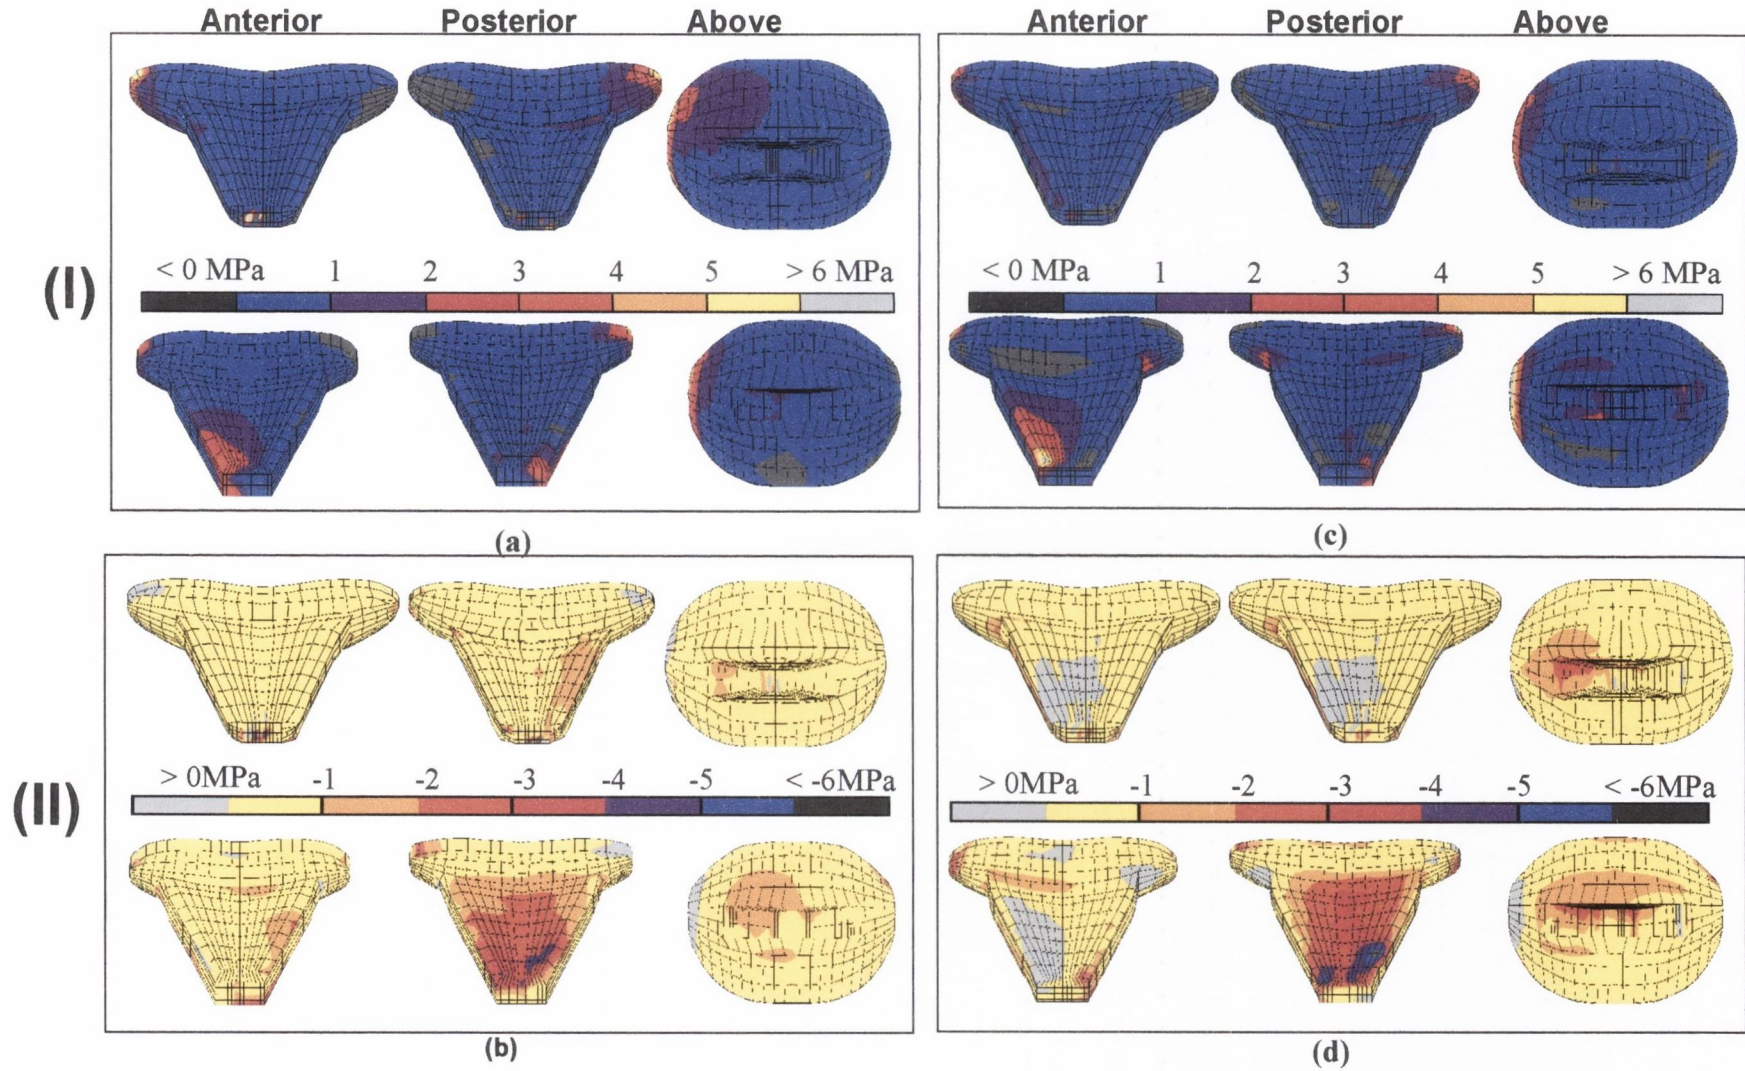 Anterior Posterior Above Anterior Posterior Above
(I)
< 0 MPa 1 2 3 4 5 > 6 MPa
< 0 MPa 1 2 3 4 5 > 6 MPa
(a)
(c)
(II)
> 0MPa -1 -2 -3 -4 -5 < -6MPa
> 0MPa -1 -2 -3 -4 -5 < -6MPa
(b)
(d)